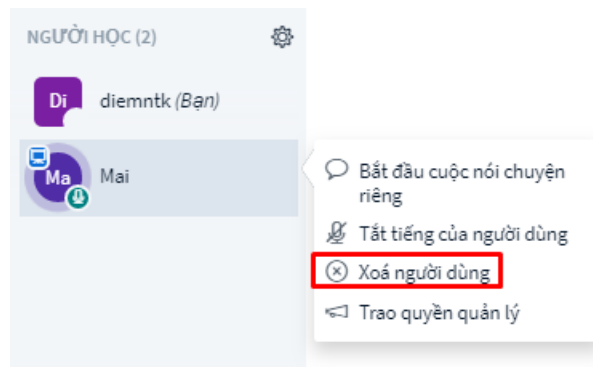 NGƯỜI HỌC (2)
Di diemntk (Bạn)
Ma Mai
Bắt đầu cuộc nói chuyện
riêng
Tắt tiếng của người dùng
Xoá người dùng
Trao quyền quản lý